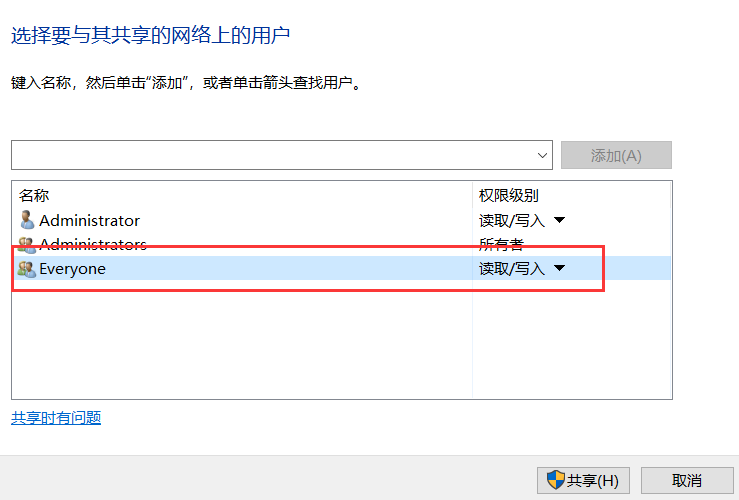 选择要与其共享的网络上的用户
键入名称，然后单击“添加”，或者单击箭头查找用户。
添加(A)
名称 权限级别
Administrator 读取/写入
Administrators 所有者
Everyone 读取/写入
共享时有问题
共享(H) 取消